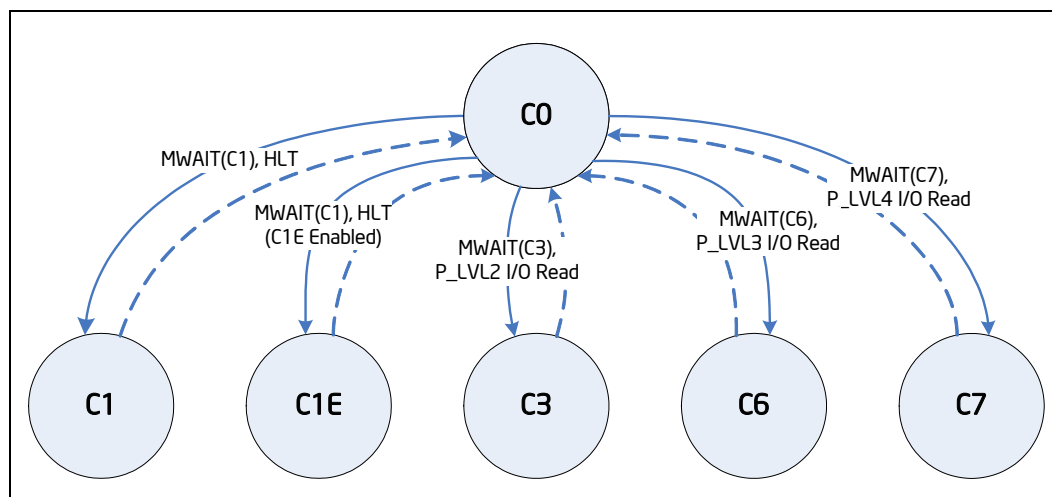 C0
MWAIT(C1), HLT
MWAIT(C1), HLT
(C1E Enabled)
MWAIT(C3),
P_LVL2 I/O Read
MWAIT(C6),
P_LVL3 I/O Read
MWAIT(C7),
P_LVL4 I/O Read
C1
C1E
C3
C6
C7